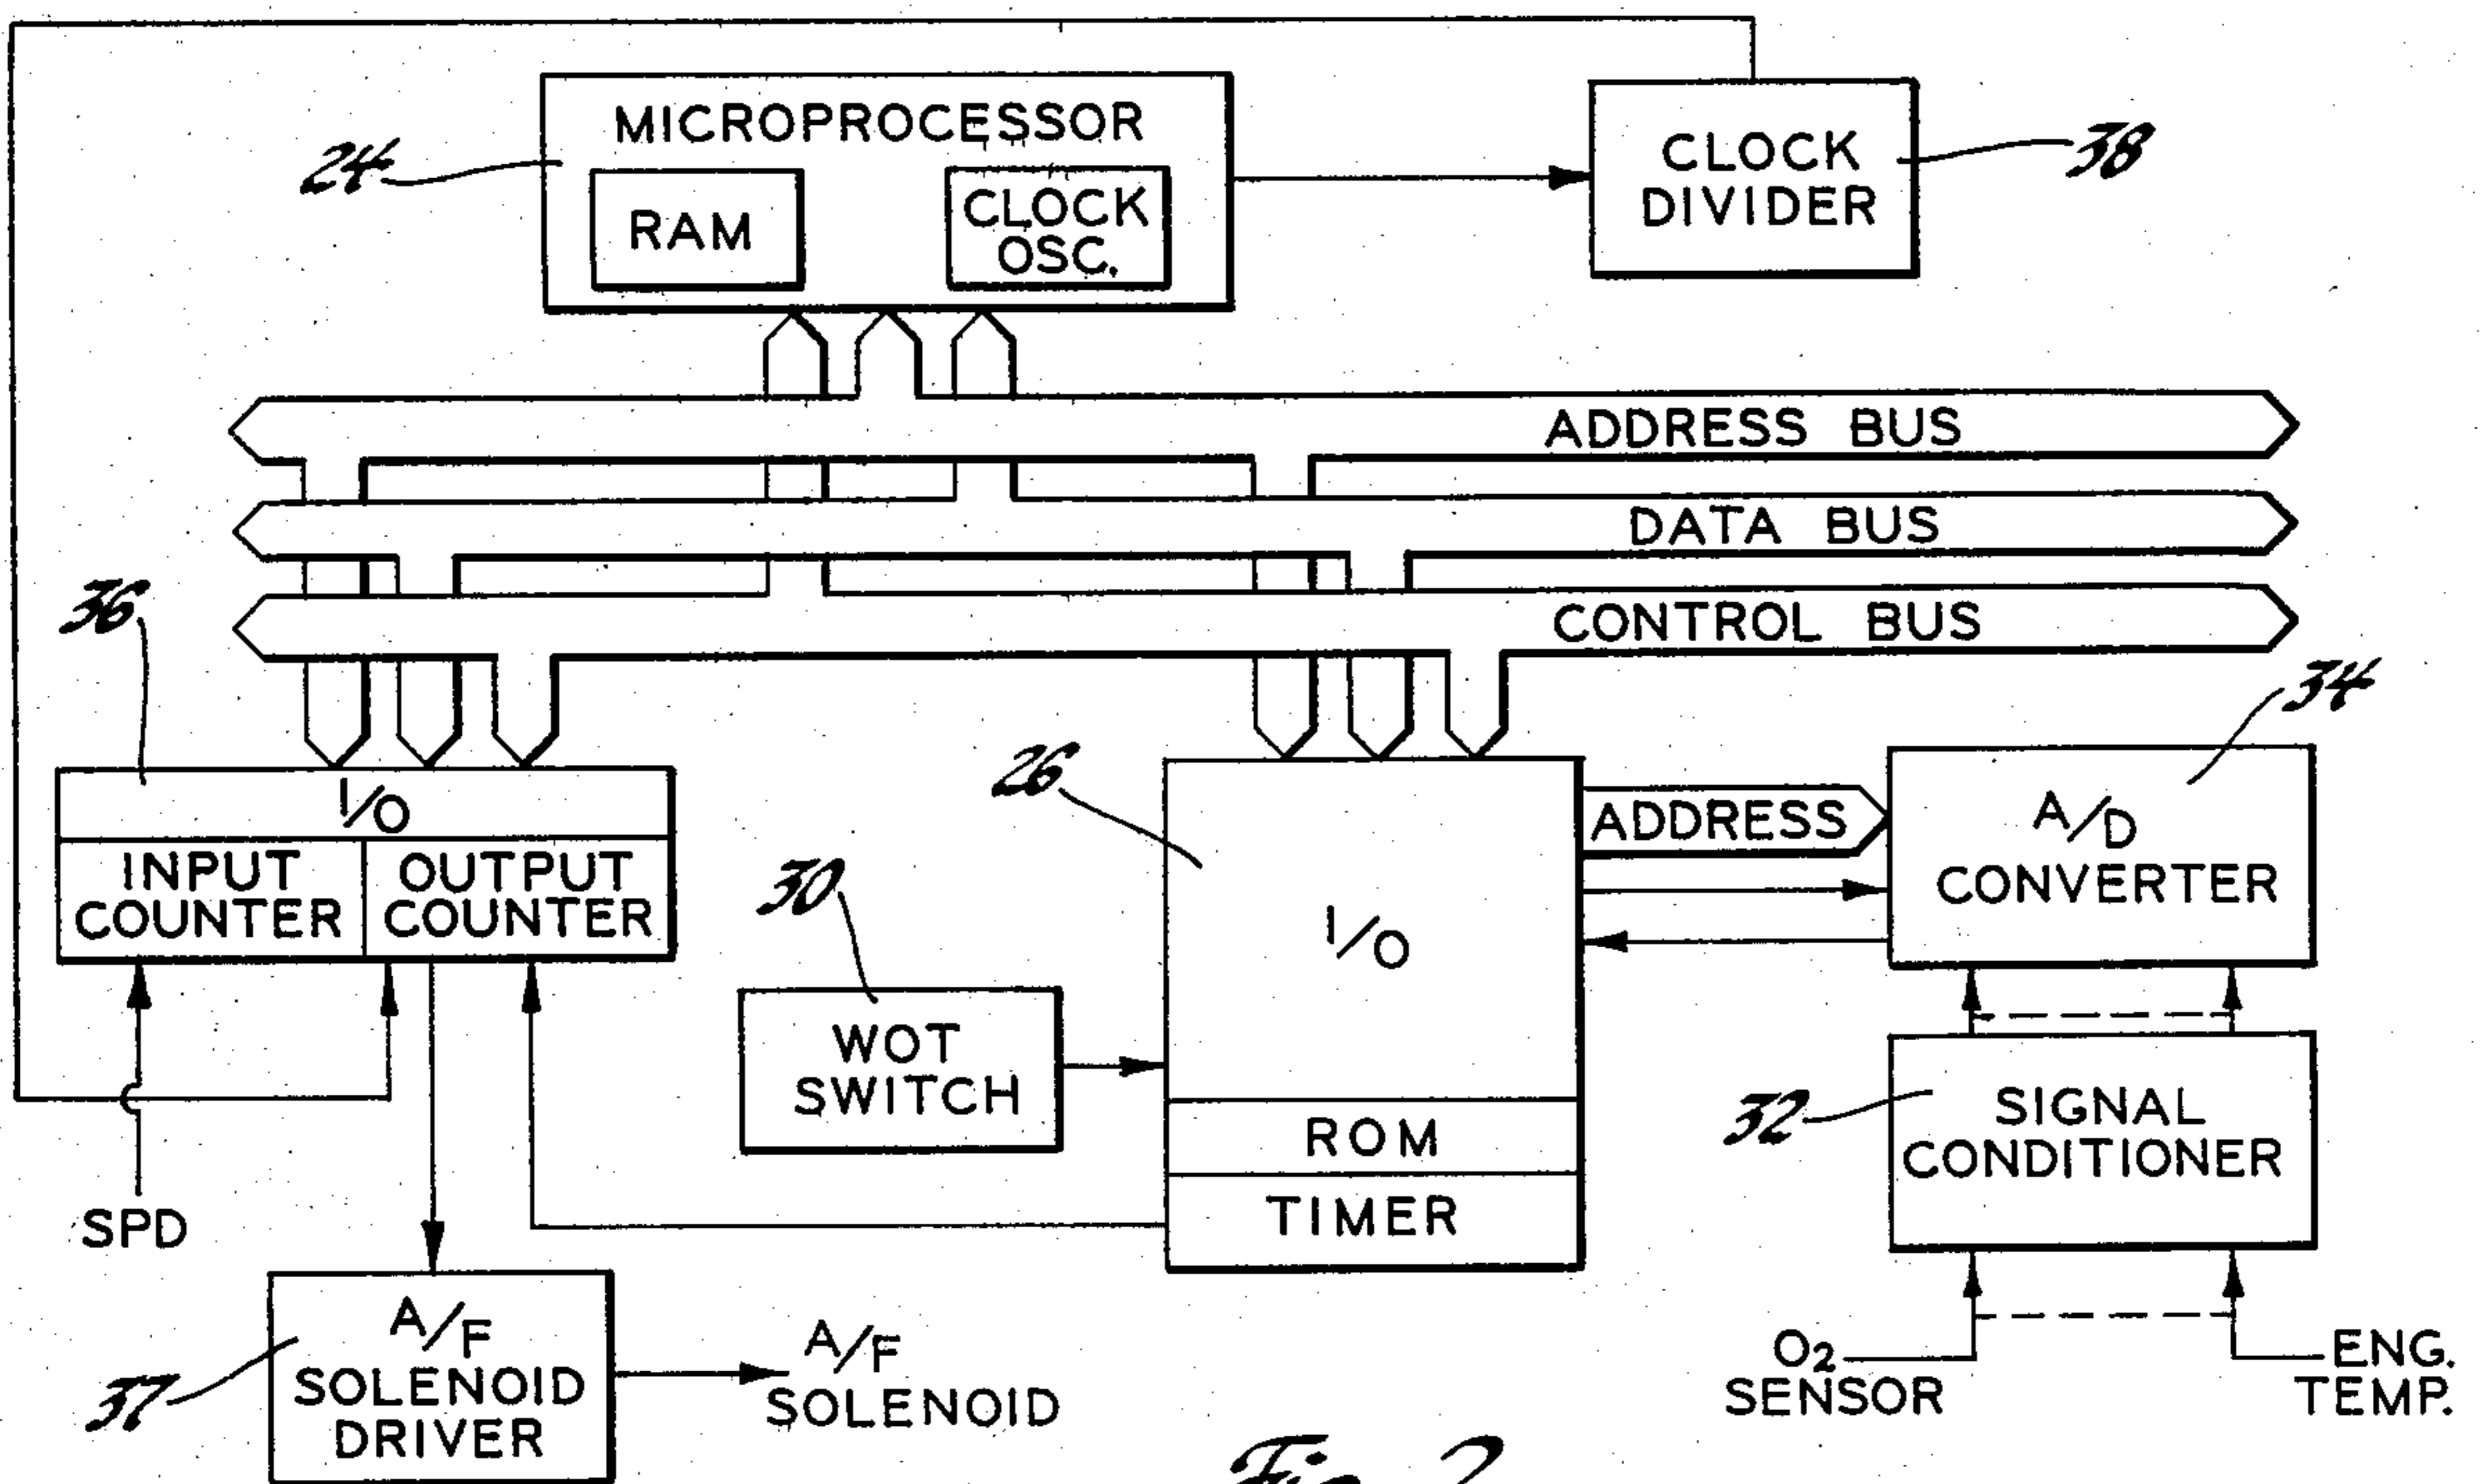 MICROPROCESSOR
24
RAM
CLOCK
OSC.
CLOCK
DIVIDER
38
ADDRESS BUS
DATA BUS
CONTROL BUS
36
I/O
INPUT
COUNTER
OUTPUT
COUNTER
SPD
26
I/O
ROM
TIMER
30
WOT
SWITCH
ADDRESS
34
A/D
CONVERTER
32
SIGNAL
CONDITIONER
O2
SENSOR
ENG.
TEMP.
37
A/F
SOLENOID
DRIVER
A/F
SOLENOID
Fig. 2